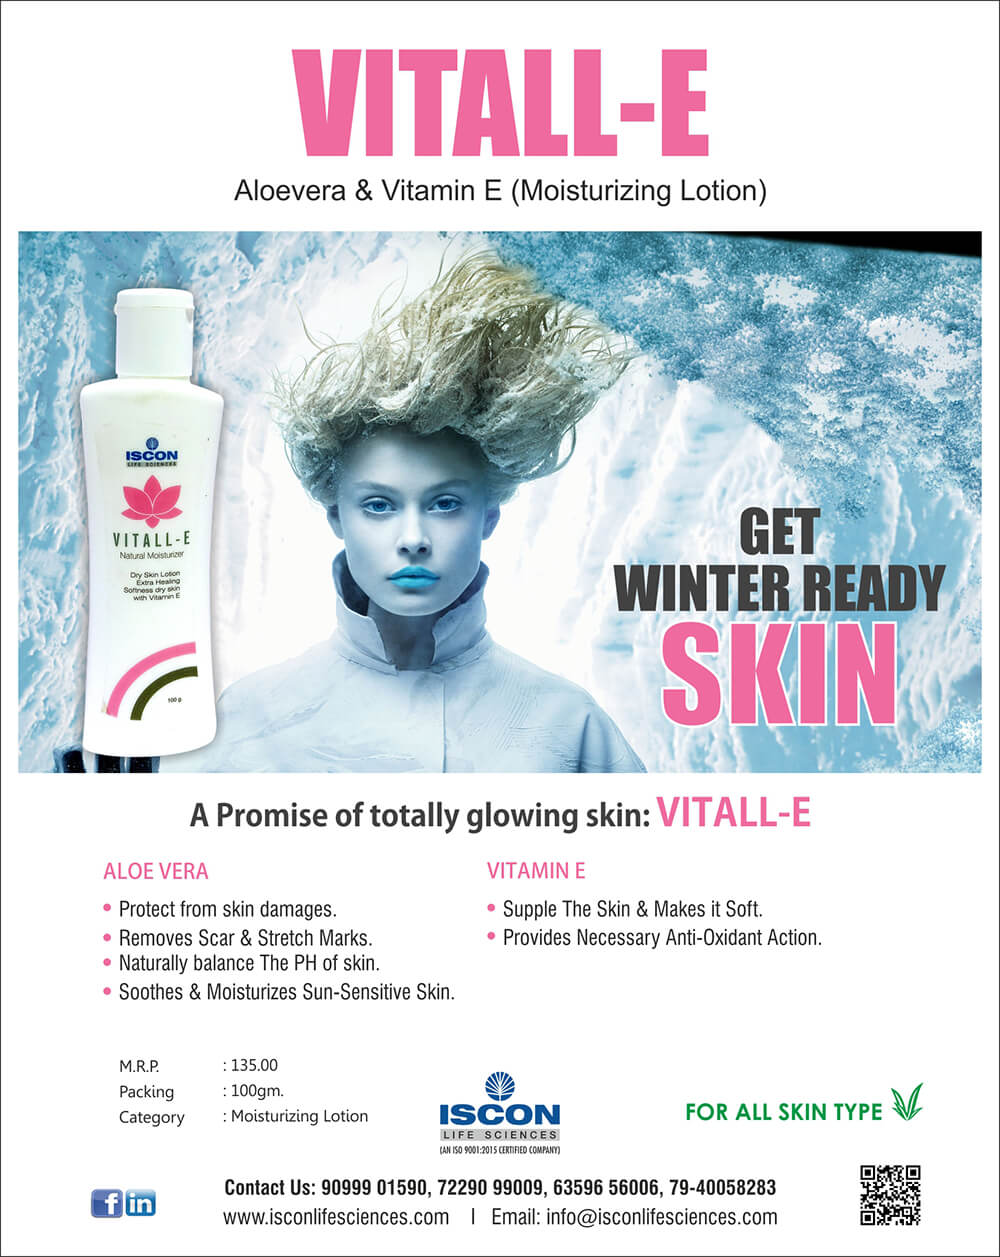 VITALL-E
Aloevera & Vitamin E (Moisturizing Lotion)
ISCON
LIFE SCIENCES
VITALL-E
Natural Moisturizer
Dry Skin Lotion
Extra Healing
Softness dry skin
with Vitamin E
100 g
GET
WINTER READY
SKIN
A Promise of totally glowing skin: VITALL-E
ALOE VERA
• Protect from skin damages.
• Removes Scar & Stretch Marks.
• Naturally balance The PH of skin.
• Soothes & Moisturizes Sun-Sensitive Skin.
VITAMIN E
• Supple The Skin & Makes it Soft.
• Provides Necessary Anti-Oxidant Action.
M.R.P. : 135.00
Packing : 100gm.
Category : Moisturizing Lotion
ISCON
LIFE SCIENCES
(AN ISO 9001:2015 CERTIFIED COMPANY)
FOR ALL SKIN TYPE
f in
Contact Us: 90999 01590, 72290 99009, 63596 56006, 79-40058283
www.isconlifesciences.com | Email: info@isconlifesciences.com